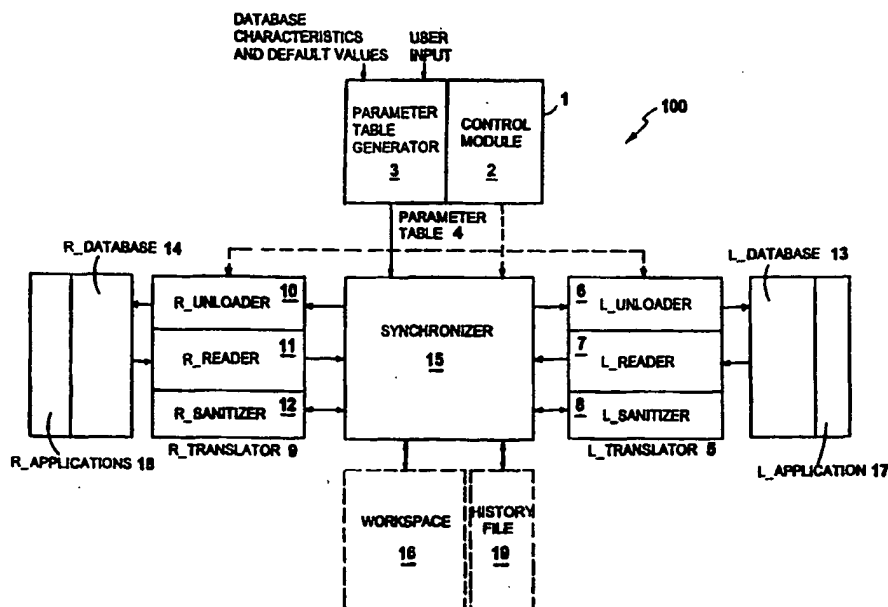 DATABASE
CHARACTERISTICS
AND DEFAULT VALUES
USER
INPUT
PARAMETER
TABLE
GENERATOR
3
CONTROL
MODULE
2
1
100
PARAMETER
TABLE 4
R_DATABASE 14
L_DATABASE 13
R_UNLOADER 10
R_READER 11
R_SANITIZER 12
SYNCHRONIZER
15
6 L_UNLOADER
7 L_READER
8 L_SANITIZER
R_APPLICATIONS 18
R_TRANSLATOR 9
L_TRANSLATOR 5
L_APPLICATION 17
WORKSPACE
16
HISTORY
FILE
19